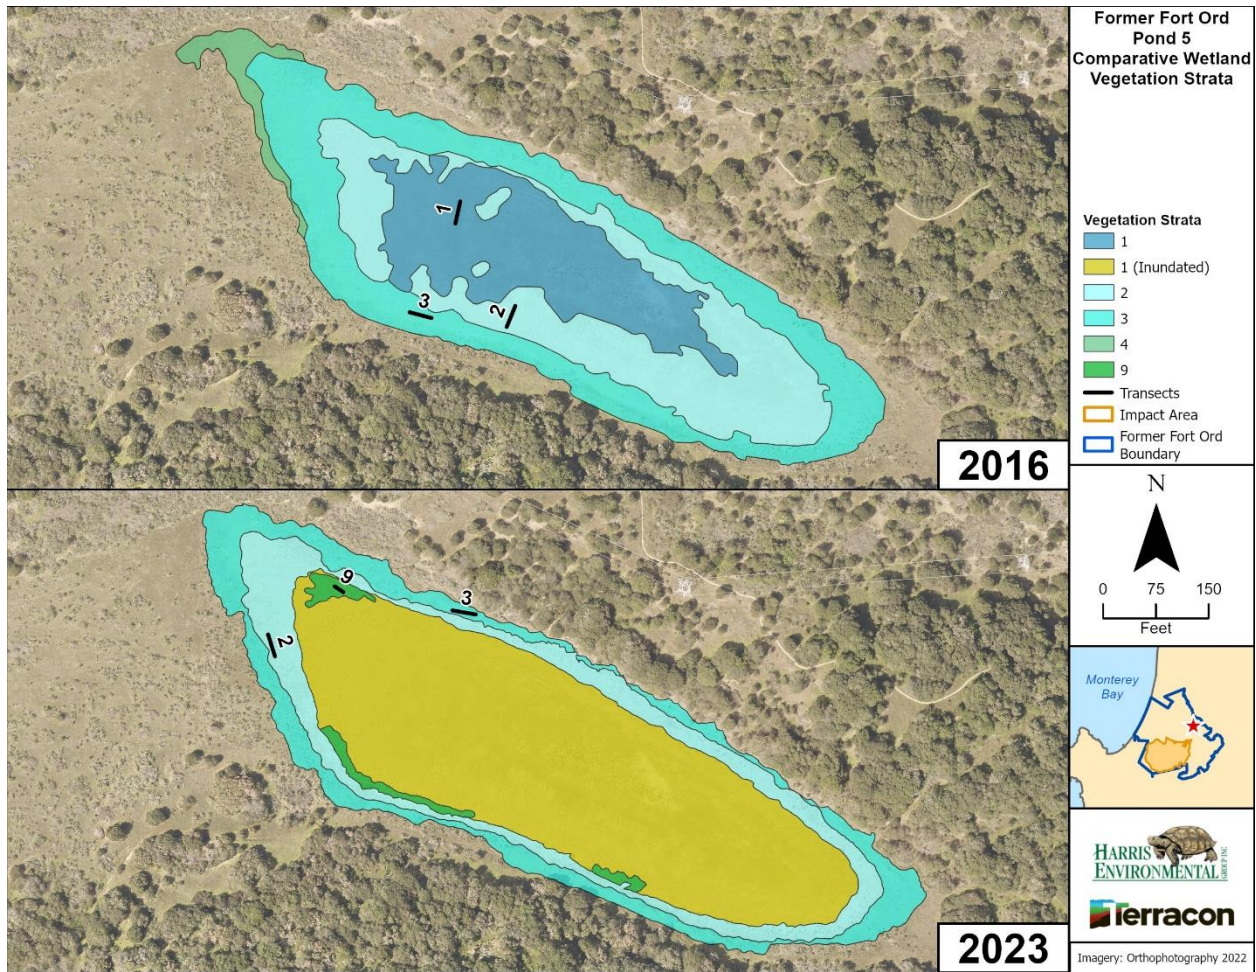 Former Fort Ord
Pond 5
Comparative Wetland
Vegetation Strata
1
2
3
2016
9
3
2
2023
Vegetation Strata
1
1 (Inundated)
2
3
4
9
Transects
Impact Area
Former Fort Ord
Boundary
N
0 75 150
Feet
Monterey
Bay
HARRIS
ENVIRONMENTAL GROUP INC
Terracon
Imagery: Orthophotography 2022